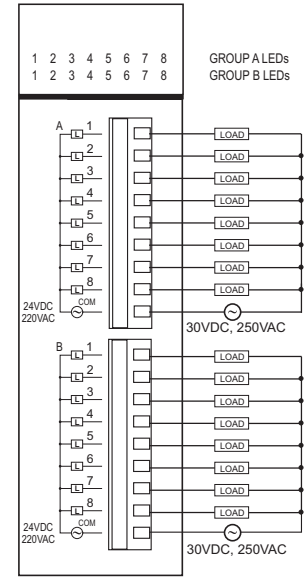 1 2 3 4 5 6 7 8 GROUP A LEDs
1 2 3 4 5 6 7 8 GROUP B LEDs
A L 1 LOAD
L 2 LOAD
L 3 LOAD
L 4 LOAD
L 5 LOAD
L 6 LOAD
L 7 LOAD
L 8 LOAD
24VDC COM
220VAC 30VDC, 250VAC
B L 1 LOAD
L 2 LOAD
L 3 LOAD
L 4 LOAD
L 5 LOAD
L 6 LOAD
L 7 LOAD
L 8 LOAD
24VDC COM
220VAC 30VDC, 250VAC